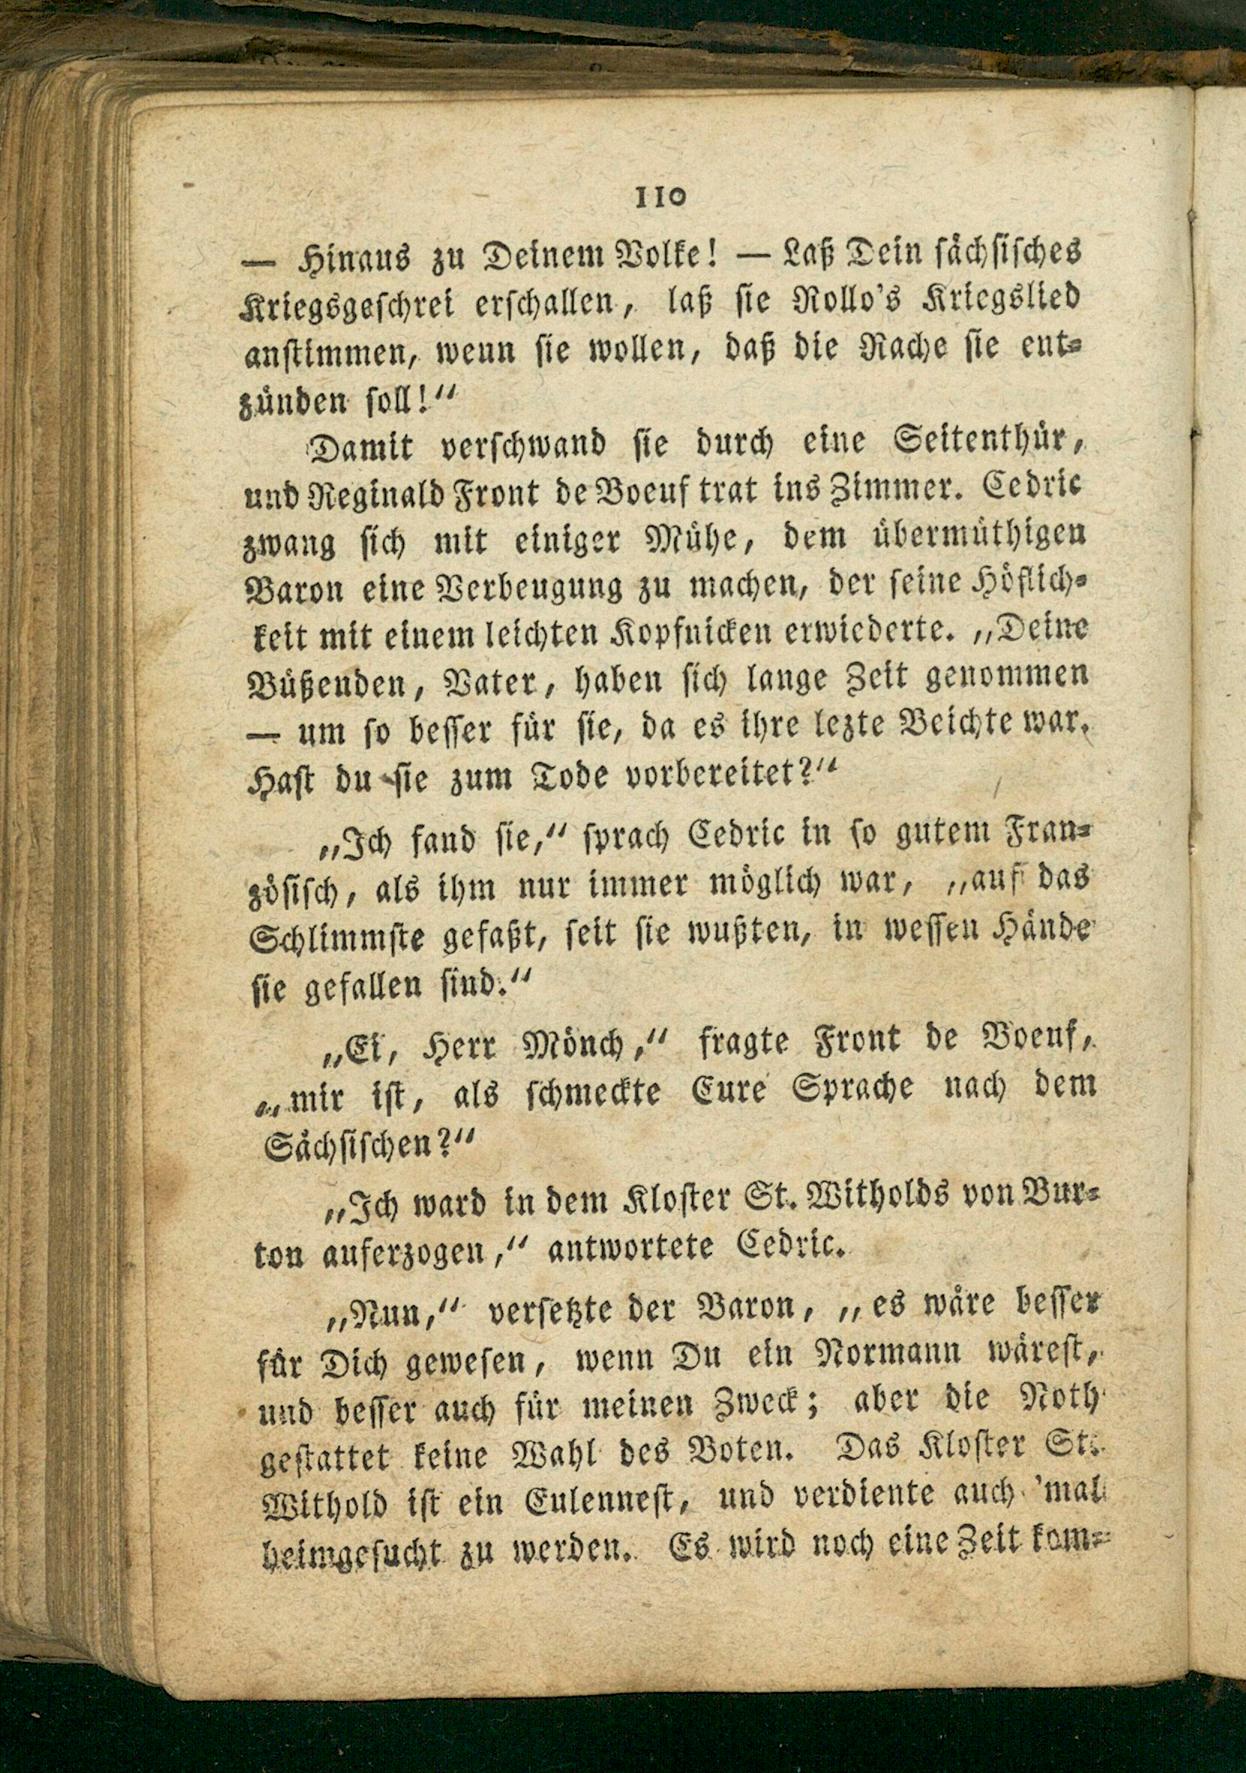 110
— Hinaus zu Deinem Volke! — Laß Dein sächsisches
Kriegsgeschrei erschallen, laß sie Rollo's Kriegslied
anstimmen, wenn sie wollen, daß die Rache sie ent-
zünden soll!“
Damit verschwand sie durch eine Seitenthür,
und Reginald Front de Boeuf trat ins Zimmer. Cedric
zwang sich mit einiger Mühe, dem übermüthigen
Baron eine Verbeugung zu machen, der seine Höflich-
keit mit einem leichten Kopfnicken erwiederte. „Deine
Büßenden, Vater, haben sich lange Zeit genommen
— um so besser für sie, da es ihre lezte Beichte war.
Hast du sie zum Tode vorbereitet?“
„Ich fand sie,“ sprach Cedric in so gutem Fran-
zösisch, als ihm nur immer möglich war, „auf das
Schlimmste gefaßt, seit sie wußten, in wessen Hände
sie gefallen sind.“
„Ei, Herr Mönch,“ fragte Front de Boeuf,
„mir ist, als schmeckte Eure Sprache nach dem
Sächsischen?“
„Ich ward in dem Kloster St. Witholds von Bur-
ton auferzogen,“ antwortete Cedric.
„Nun,“ versetzte der Baron, „es wäre besser
für Dich gewesen, wenn Du ein Normann wärest,
und besser auch für meinen Zweck; aber die Noth
gestattet keine Wahl des Boten. Das Kloster St.
Withold ist ein Eulennest, und verdiente auch 'mal
heimgesucht zu werden. Es wird noch eine Zeit kom-